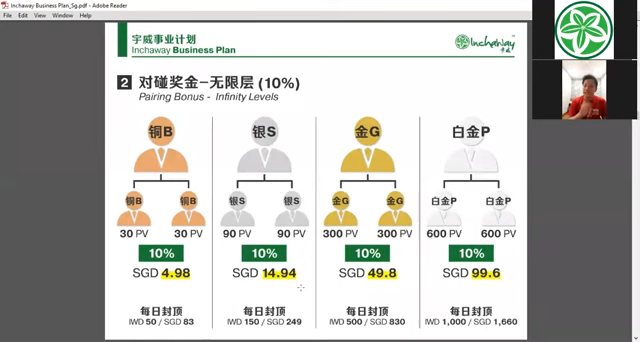 Inchaway Business Plan_Sg.pdf - Adobe Reader
File Edit View Window Help
宇威事业计划
Inchaway Business Plan
Inchaway
宇威
2 对碰奖金-无限层 (10%)
Pairing Bonus - Infinity Levels
铜B 银S 金G 白金P
铜B 铜B 银S 银S 金G 金G 白金P 白金P
30 PV 30 PV 90 PV 90 PV 300 PV 300 PV 600 PV 600 PV
10% 10% 10% 10%
SGD 4.98 SGD 14.94 SGD 49.8 SGD 99.6
每日封顶 每日封顶 每日封顶 每日封顶
IWD 50 / SGD 83 IWD 150 / SGD 249 IWD 500 / SGD 830 IWD 1,000 / SGD 1,660